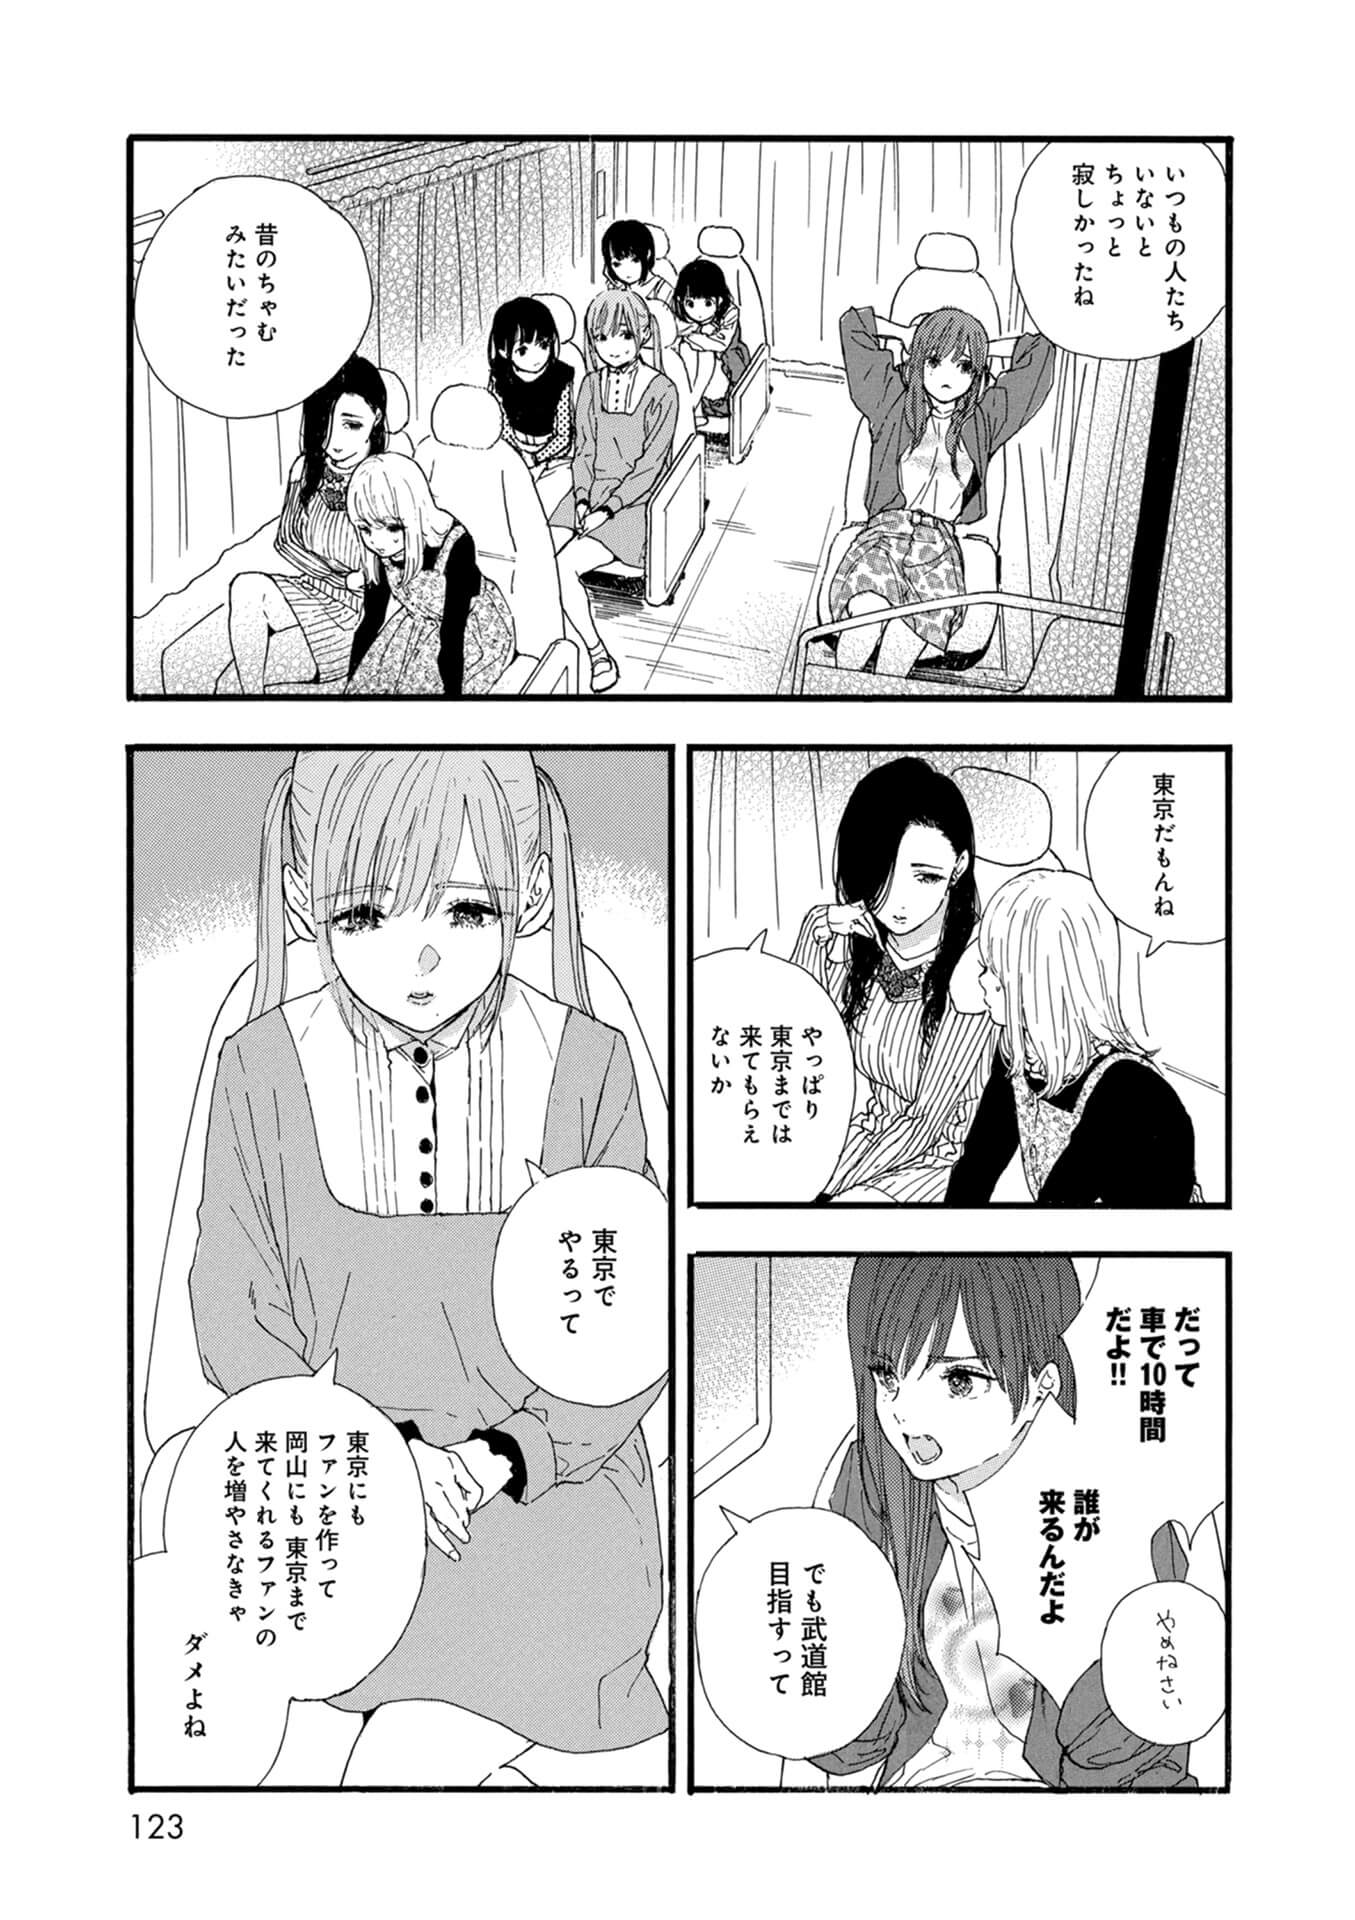 いつもの人たち
いないと
ちょっと
寂しかったね
昔のちゃむ
みたいだった
東京だもんね
やっぱり
東京までは
来てもらえ
ないか
だって
車で10時間
だよ!!
誰が
来るんだよ
やめなさい
でも武道館
目指すって
東京で
やるって
東京にも
ファンを作って
岡山にも 東京まで
来てくれるファンの
人を増やさなきゃ
ダメよね
123